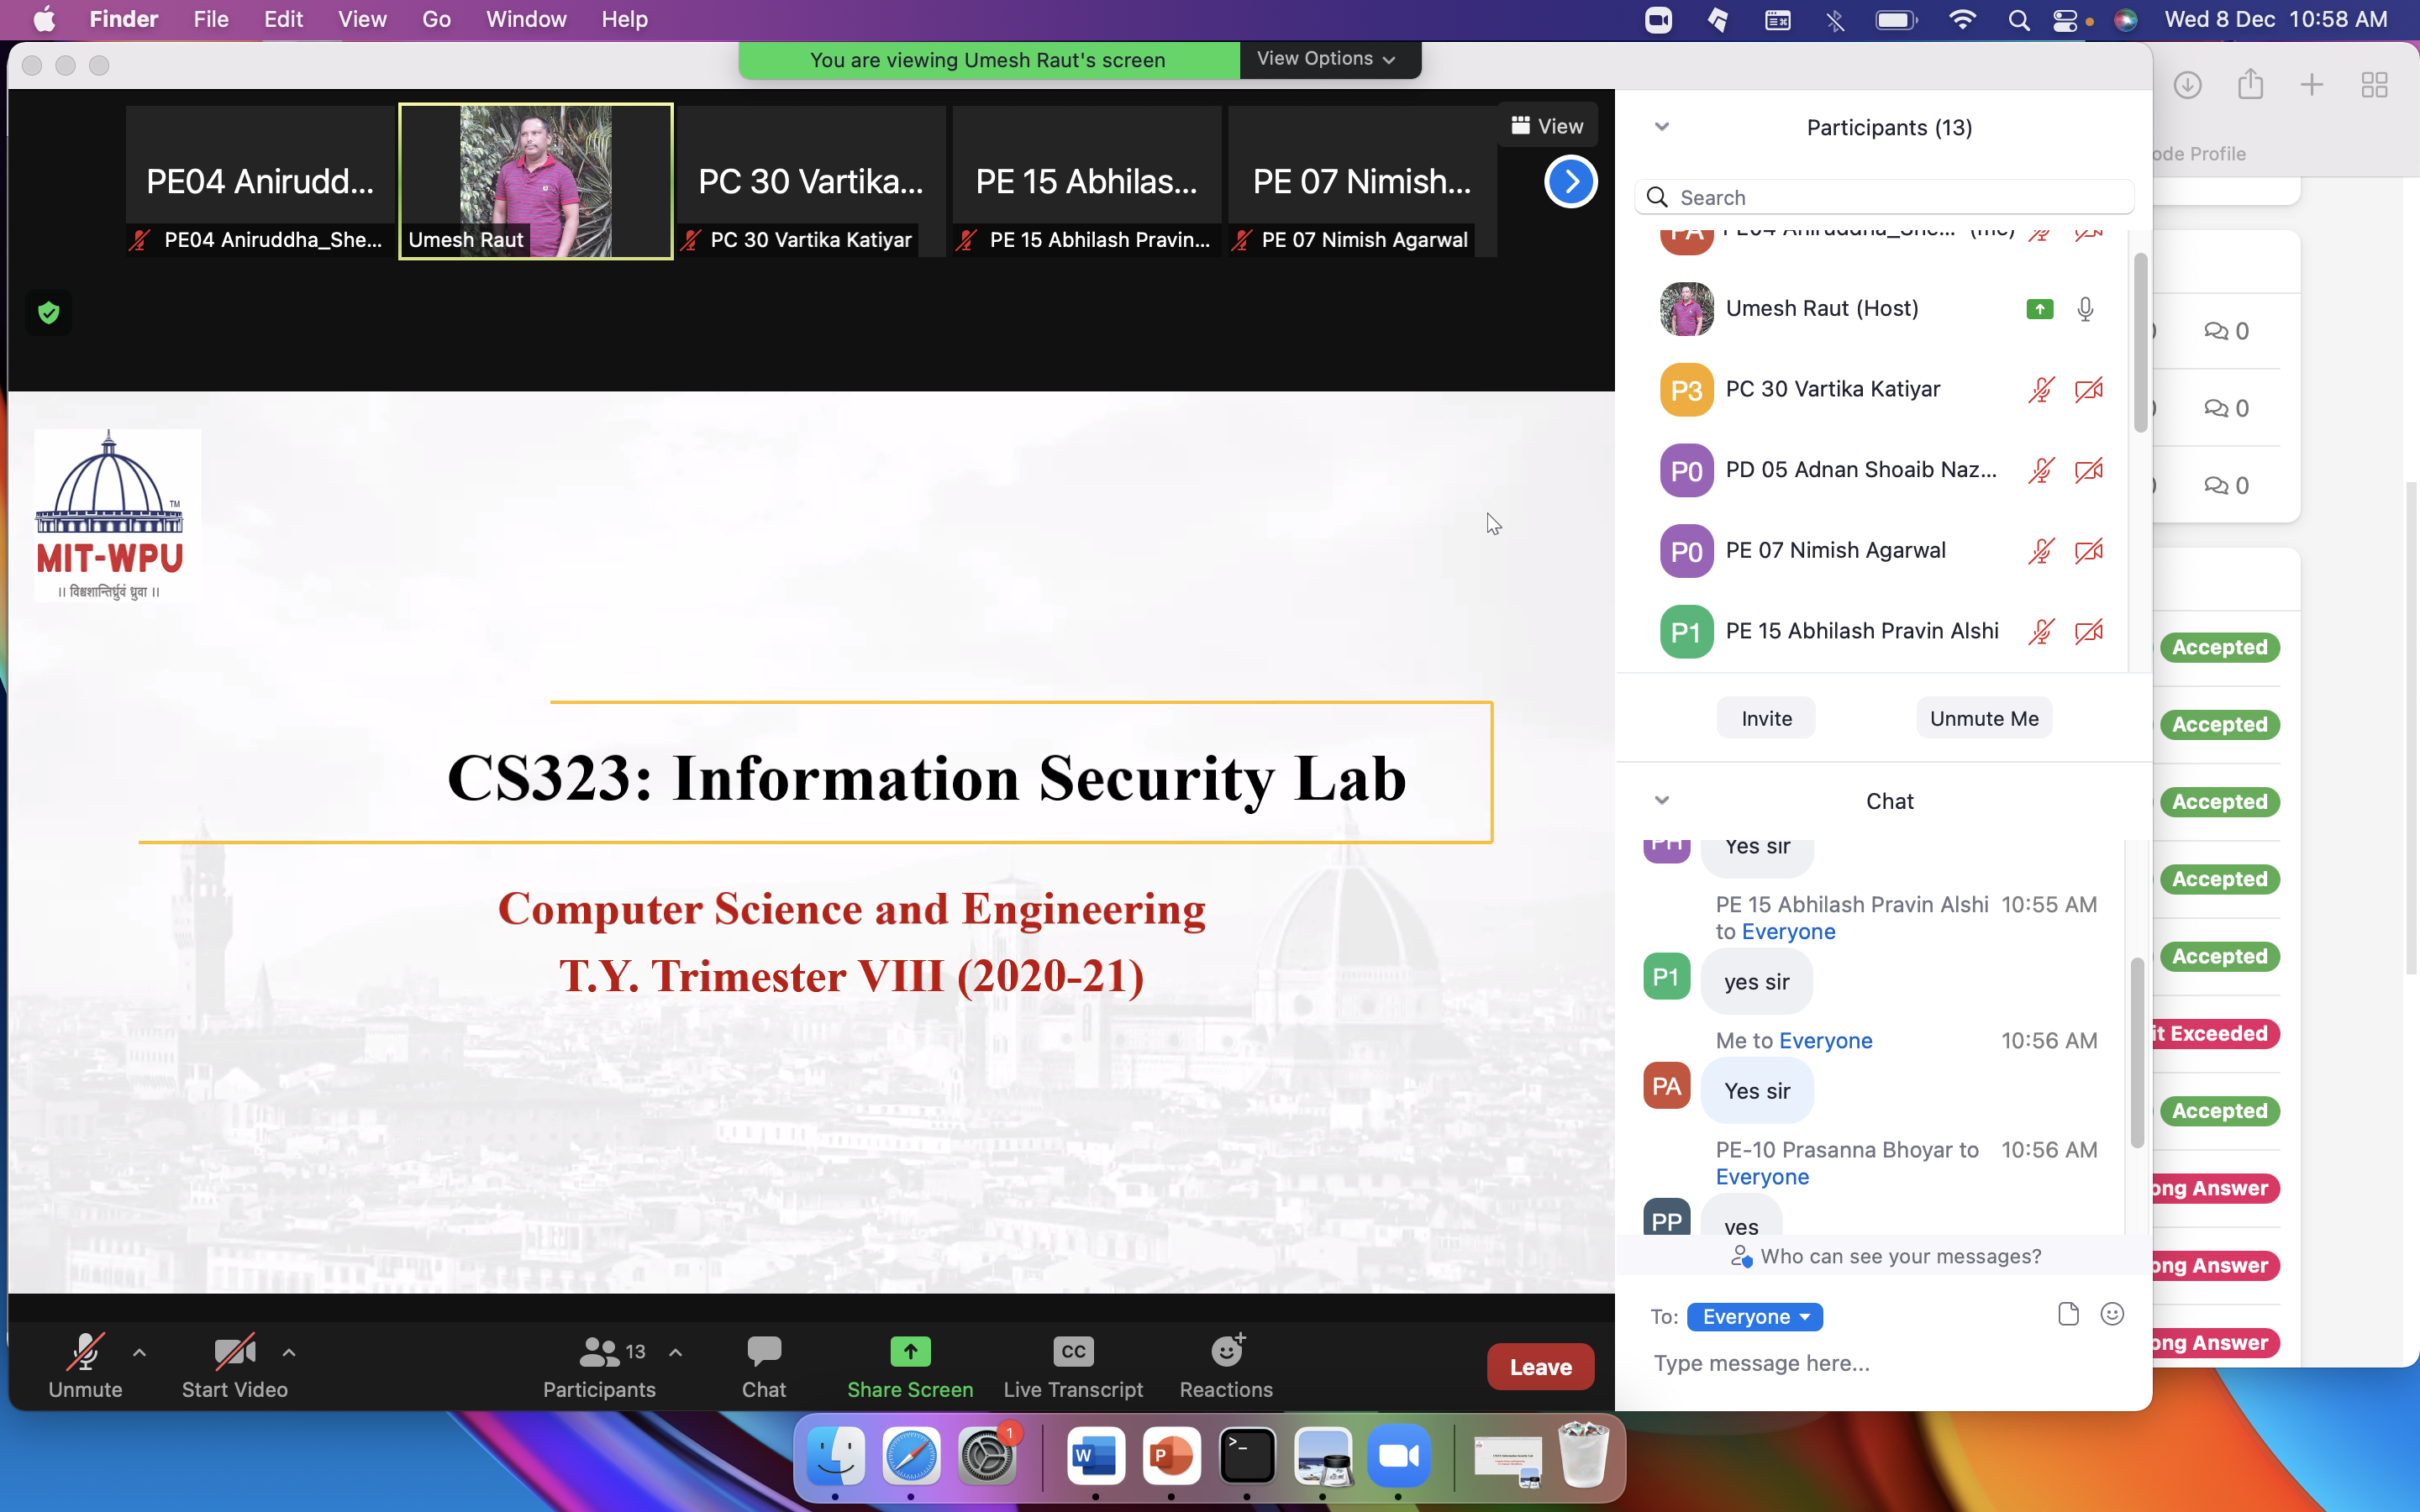 Finder File Edit View Go Window Help
Wed 8 Dec 10:58 AM
You are viewing Umesh Raut's screen
View Options
PE04 Anirudd...
PC 30 Vartika...
PE 15 Abhilas...
PE 07 Nimish...
View
PE04 Aniruddha_She...
Umesh Raut
PC 30 Vartika Katiyar
PE 15 Abhilash Pravin...
PE 07 Nimish Agarwal
TM
MIT-WPU
।। विश्वशान्तिर्ध्रुवं ध्रुवा ।।
CS323: Information Security Lab
Computer Science and Engineering
T.Y. Trimester VIII (2020-21)
Unmute
Start Video
13
Participants
Chat
Share Screen
CC
Live Transcript
Reactions
Leave
Participants (13)
Search
PA PE04 Aniruddha_She... (me)
Umesh Raut (Host)
P3 PC 30 Vartika Katiyar
P0 PD 05 Adnan Shoaib Naz...
P0 PE 07 Nimish Agarwal
P1 PE 15 Abhilash Pravin Alshi
Invite
Unmute Me
Chat
PH Yes sir
PE 15 Abhilash Pravin Alshi 10:55 AM
to Everyone
P1 yes sir
Me to Everyone 10:56 AM
PA Yes sir
PE-10 Prasanna Bhoyar to 10:56 AM
Everyone
PP yes
Who can see your messages?
To: Everyone
Type message here...
ode Profile
0
0
0
Accepted
Accepted
Accepted
Accepted
Accepted
it Exceeded
Accepted
ong Answer
ong Answer
ong Answer
1
W
P
>_